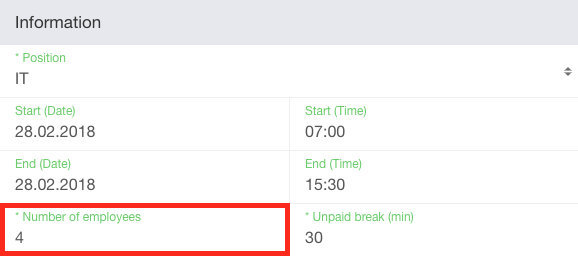 Information
* Position
IT
Start (Date)
Start (Time)
28.02.2018
07:00
End (Date)
End (Time)
28.02.2018
15:30
* Number of employees
* Unpaid break (min)
4
30